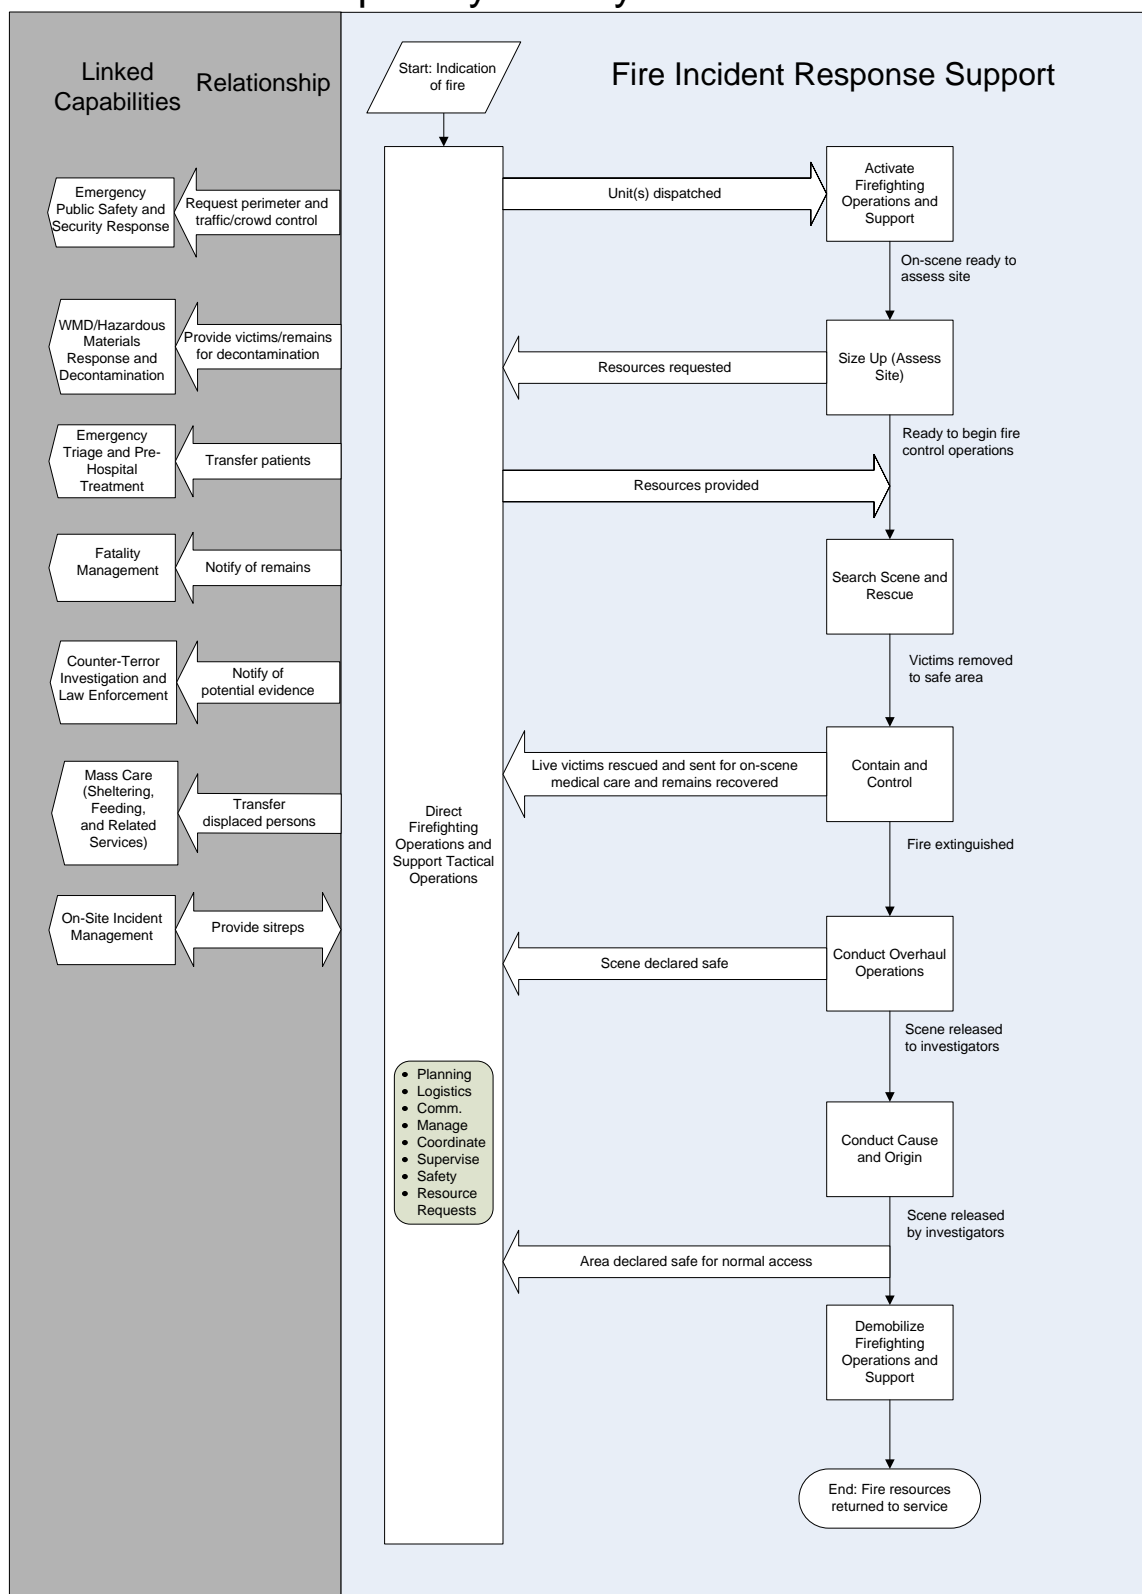 Linked
Capabilities
Relationship
Fire Incident Response Support
Start: Indication
of fire
Emergency
Public Safety and
Security Response
Request perimeter and
traffic/crowd control
Unit(s) dispatched
Activate
Firefighting
Operations and
Support
On-scene ready to
assess site
WMD/Hazardous
Materials
Response and
Decontamination
Provide victims/remains
for decontamination
Resources requested
Size Up (Assess
Site)
Ready to begin fire
control operations
Emergency
Triage and Pre-
Hospital
Treatment
Transfer patients
Resources provided
Fatality
Management
Notify of remains
Search Scene and
Rescue
Victims removed
to safe area
Counter-Terror
Investigation and
Law Enforcement
Notify of
potential evidence
Live victims rescued and sent for on-scene
medical care and remains recovered
Contain and
Control
Mass Care
(Sheltering,
Feeding,
and Related
Services)
Transfer
displaced persons
Direct
Firefighting
Operations and
Support Tactical
Operations
Fire extinguished
On-Site Incident
Management
Provide sitreps
Scene declared safe
Conduct Overhaul
Operations
Scene released
to investigators
• Planning
• Logistics
• Comm.
• Manage
• Coordinate
• Supervise
• Safety
• Resource
Requests
Conduct Cause
and Origin
Scene released
by investigators
Area declared safe for normal access
Demobilize
Firefighting
Operations and
Support
End: Fire resources
returned to service